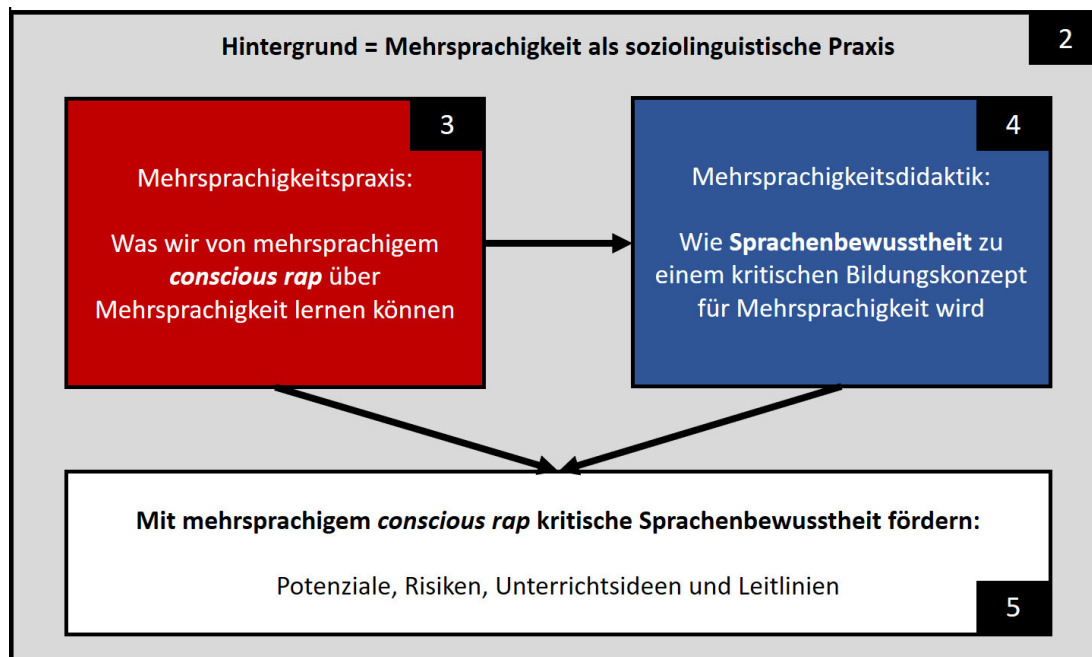 Hintergrund = Mehrsprachigkeit als soziolinguistische Praxis
2
3
Mehrsprachigkeitspraxis:
Was wir von mehrsprachigem
conscious rap über
Mehrsprachigkeit lernen können
4
Mehrsprachigkeitsdidaktik:
Wie Sprachenbewusstheit zu
einem kritischen Bildungskonzept
für Mehrsprachigkeit wird
Mit mehrsprachigem conscious rap kritische Sprachenbewusstheit fördern:
Potenziale, Risiken, Unterrichtsideen und Leitlinien
5